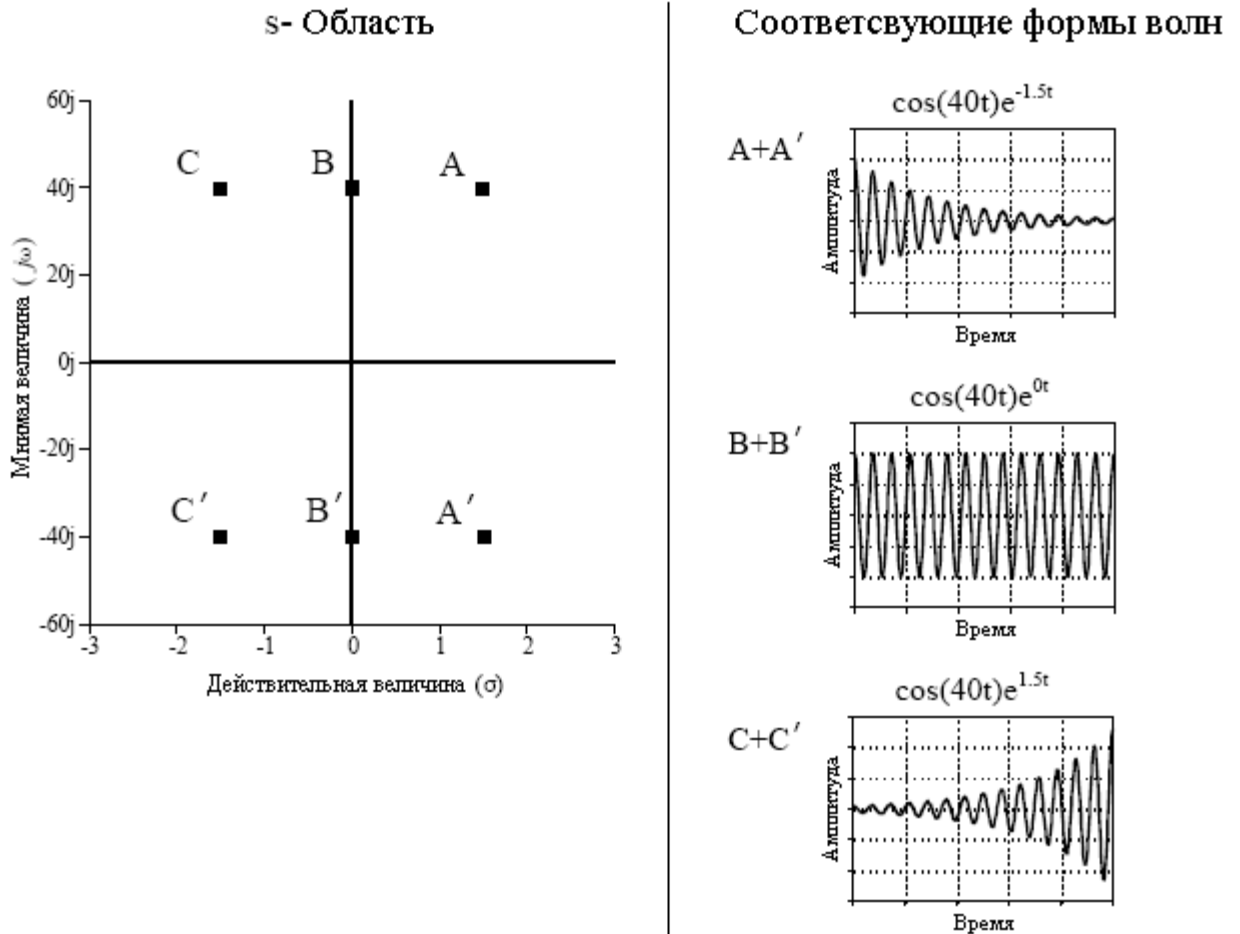 s- Область
60j
40j
20j
0j
-20j
-40j
-60j
Мнимая величина ( jω)
C
B
A
C′
B′
A′
-3
-2
-1
0
1
2
3
Действительная величина (σ)
Соответсвующие формы волн
cos(40t)e^-1.5t
A+A′
Амплитуда
Время
cos(40t)e^0t
B+B′
Амплитуда
Время
cos(40t)e^1.5t
C+C′
Амплитуда
Время